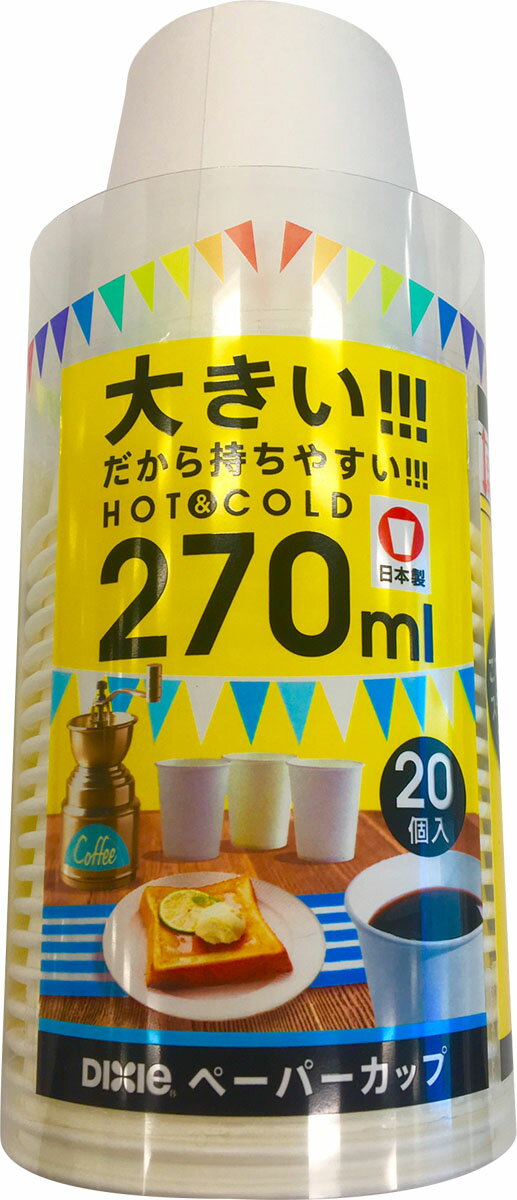 大きい!!!
だから持ちやすい!!!
HOT&COLD
日本製
270ml
20
個入
Coffee
DIXIE® ペーパーカップ